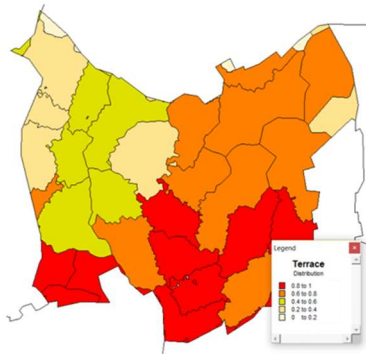 Legend
Terrace
Distribution
0.8 to 1
0.6 to 0.8
0.4 to 0.6
0.2 to 0.4
0 to 0.2